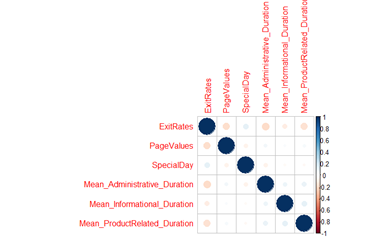 ExitRates
PageValues
SpecialDay
Mean_Administrative_Duration
Mean_Informational_Duration
Mean_ProductRelated_Duration
ExitRates
PageValues
SpecialDay
Mean_Administrative_Duration
Mean_Informational_Duration
Mean_ProductRelated_Duration
1
0.8
0.6
0.4
0.2
0
-0.2
-0.4
-0.6
-0.8
-1